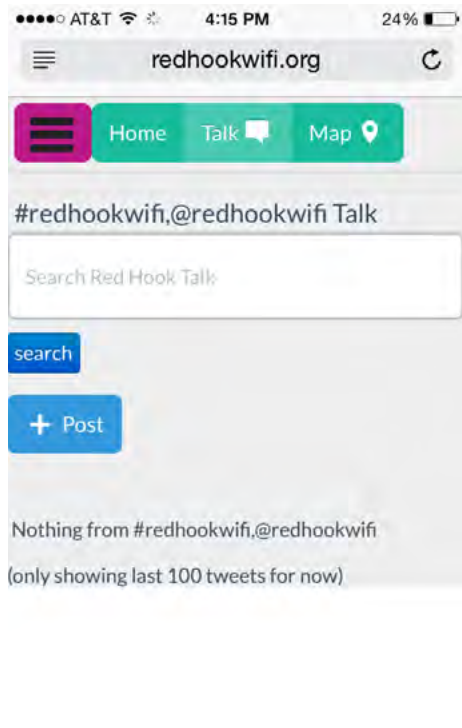 AT&T 4:15 PM 24%
redhookwifi.org
Home Talk Map
#redhookwifi,@redhookwifi Talk
Search Red Hook Talk
search
+ Post
Nothing from #redhookwifi,@redhookwifi
(only showing last 100 tweets for now)